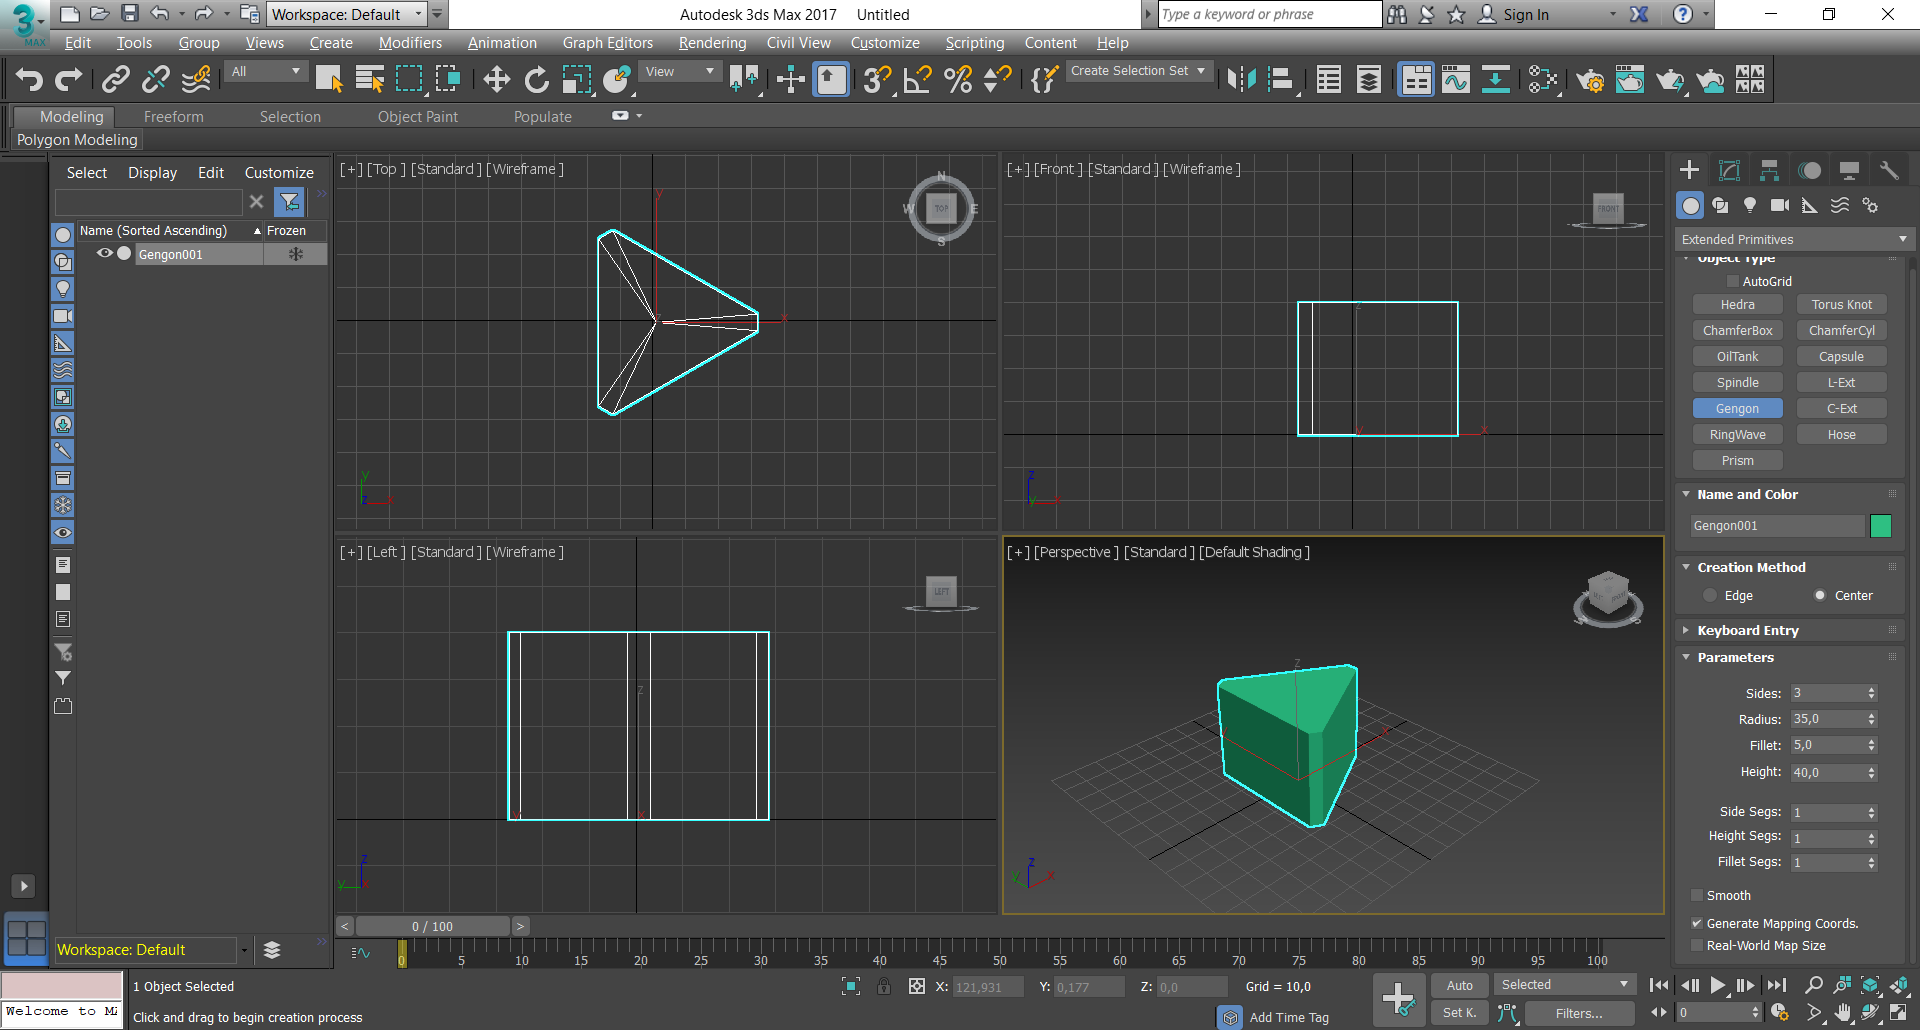 Workspace: Default
Autodesk 3ds Max 2017 Untitled
Type a keyword or phrase
Sign In
MAX
Edit Tools Group Views Create Modifiers Animation Graph Editors Rendering Civil View Customize Scripting Content Help
All
View
Create Selection Set
Modeling Freeform Selection Object Paint Populate
Polygon Modeling
Select Display Edit Customize
Name (Sorted Ascending) Frozen
Gengon001
[+] [Top ] [Standard ] [Wireframe ]
N
W TOP E
S
y
z x
y
z x
[+] [Front ] [Standard ] [Wireframe ]
FRONT
z
y x
z
y x
[+] [Left ] [Standard ] [Wireframe ]
LEFT
z
y x
z
y x
[+] [Perspective ] [Standard ] [Default Shading ]
z
x
z
y x
Extended Primitives
Object Type
AutoGrid
Hedra Torus Knot
ChamferBox ChamferCyl
OilTank Capsule
Spindle L-Ext
Gengon C-Ext
RingWave Hose
Prism
Name and Color
Gengon001
Creation Method
Edge Center
Keyboard Entry
Parameters
Sides: 3
Radius: 35,0
Fillet: 5,0
Height: 40,0
Side Segs: 1
Height Segs: 1
Fillet Segs: 1
Smooth
Generate Mapping Coords.
Real-World Map Size
< 0 / 100 >
Workspace: Default
0 5 10 15 20 25 30 35 40 45 50 55 60 65 70 75 80 85 90 95 100
1 Object Selected
X: 121,931 Y: 0,177 Z: 0,0 Grid = 10,0
Auto Selected
Welcome to
Click and drag to begin creation process
Add Time Tag
Set K. Filters...
0